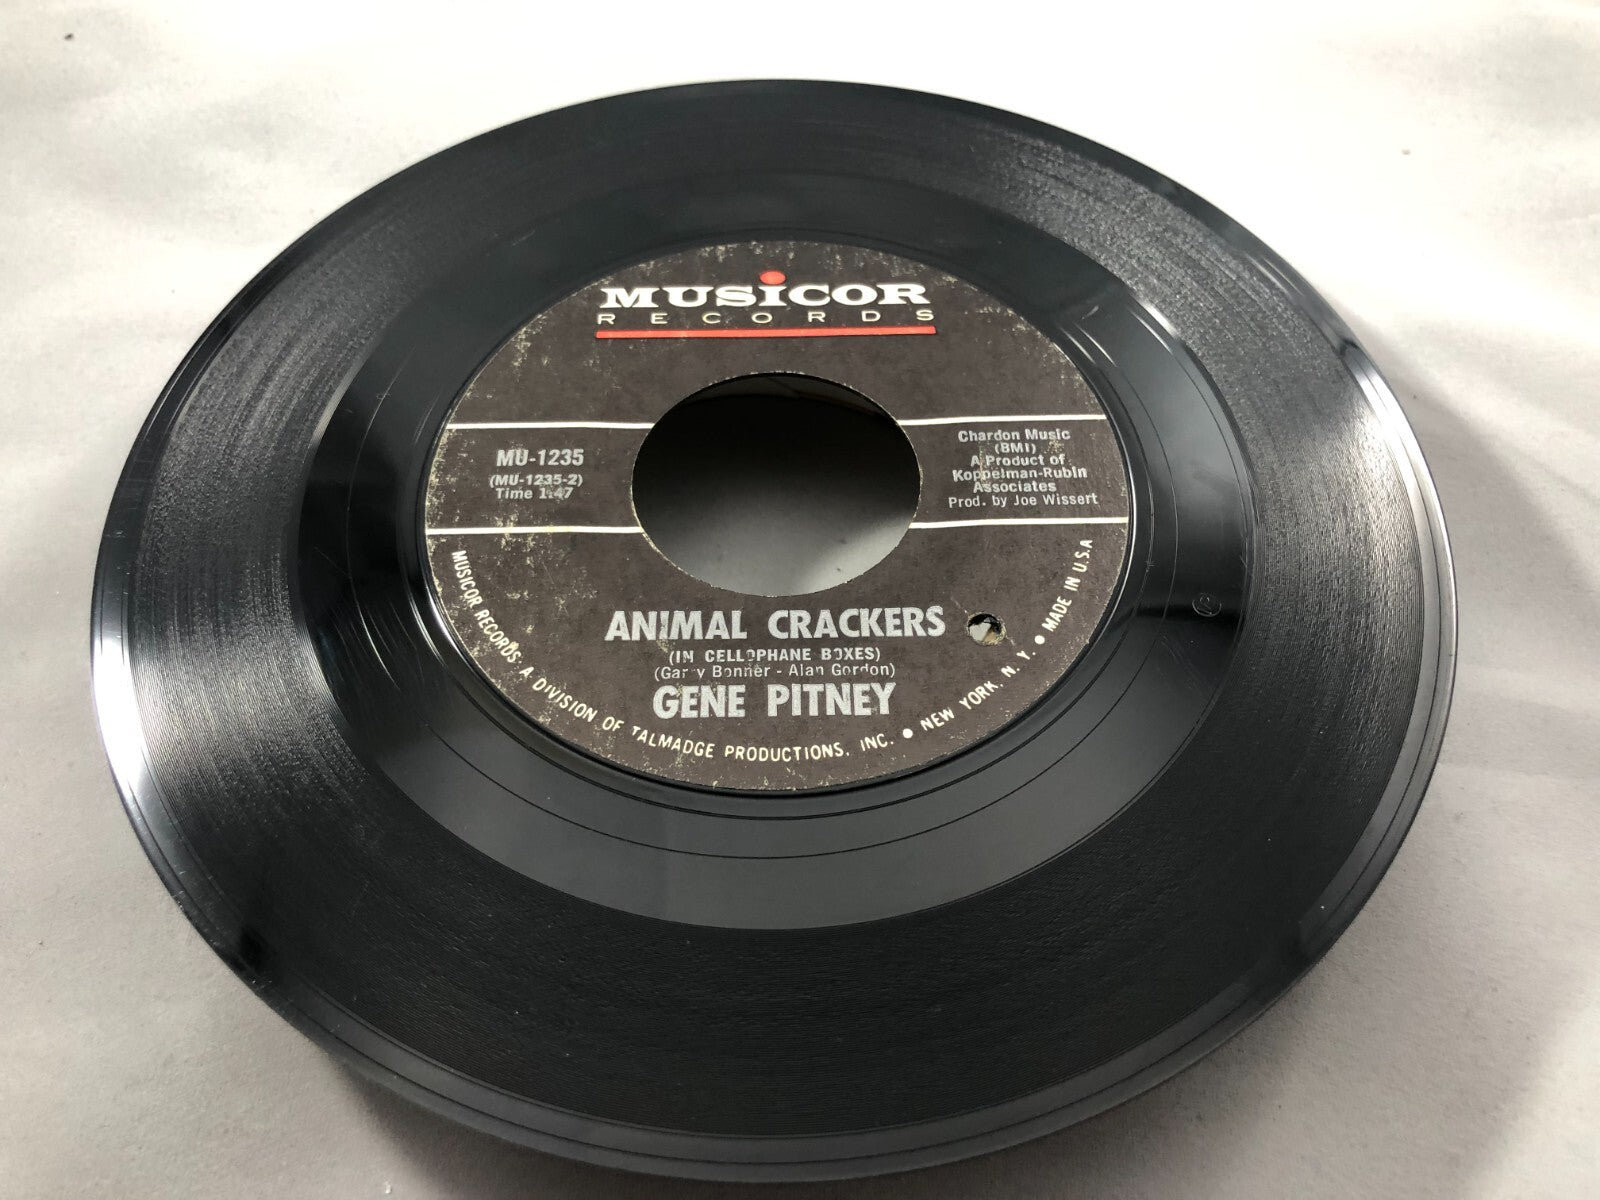 MUSiCOR
RECORDS
MU-1235
(MU-1235-2)
Time 1:47
Chardon Music
(BMI)
A Product of
Koppelman-Rubin
Associates
Prod. by Joe Wissert
ANIMAL CRACKERS
(IN CELLOPHANE BOXES)
(Garry Bonner - Alan Gordon)
GENE PITNEY
MUSICOR RECORDS. A DIVISION OF TALMADGE PRODUCTIONS, INC. • NEW YORK, N. Y. • MADE IN U.S.A